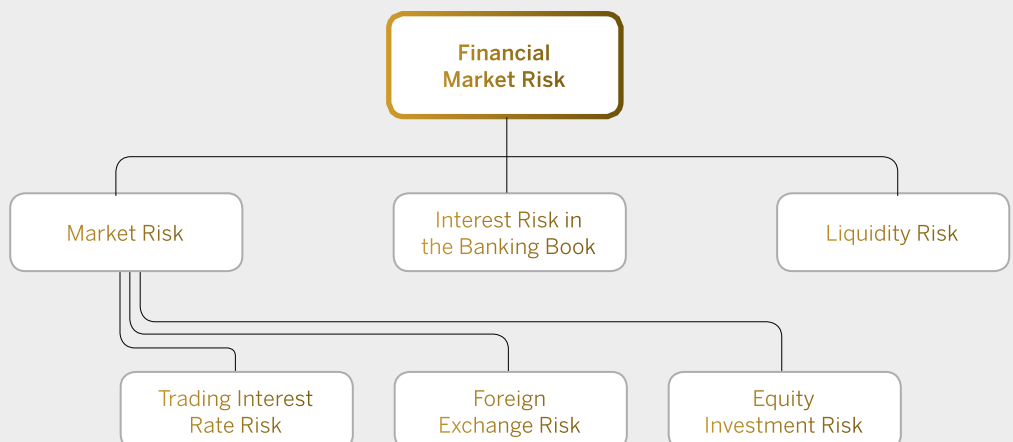 Financial
Market Risk
Market Risk
Interest Risk in
the Banking Book
Liquidity Risk
Trading Interest
Rate Risk
Foreign
Exchange Risk
Equity
Investment Risk